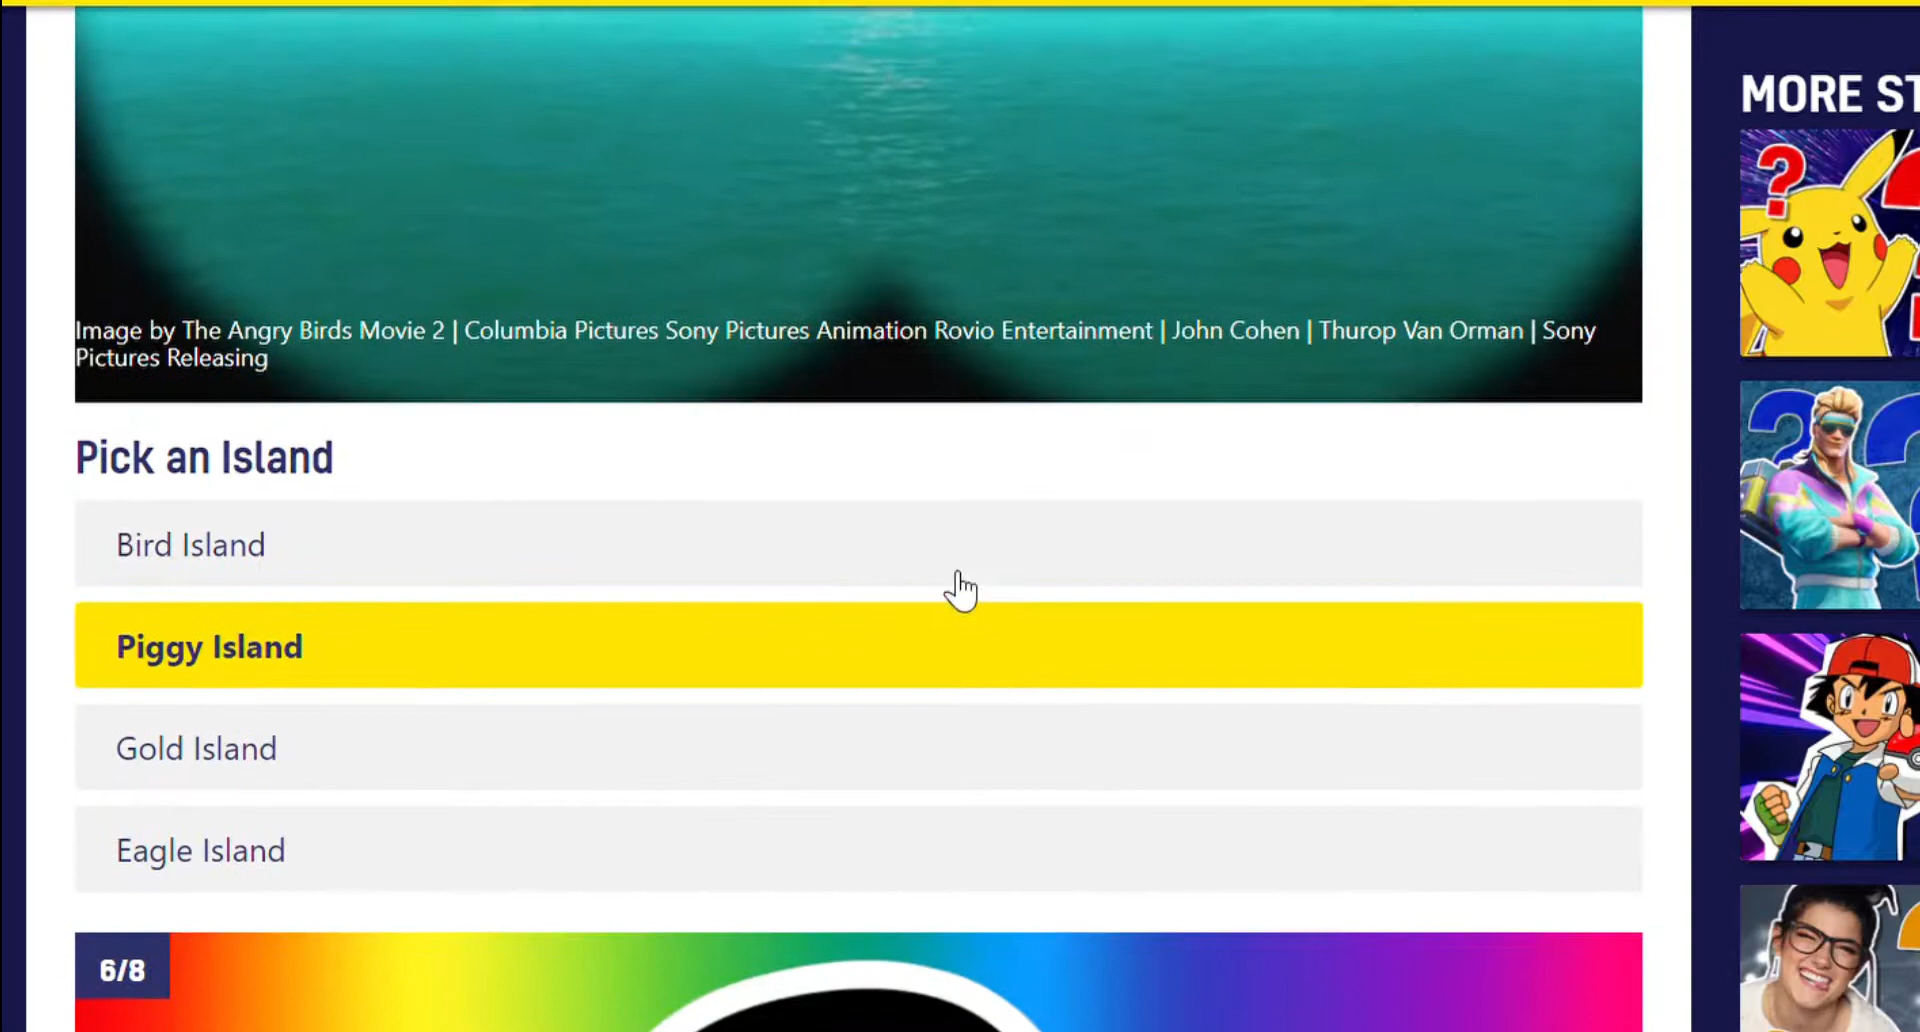 MORE ST
Image by The Angry Birds Movie 2 | Columbia Pictures Sony Pictures Animation Rovio Entertainment | John Cohen | Thurop Van Orman | Sony
Pictures Releasing
Pick an Island
Bird Island
Piggy Island
Gold Island
Eagle Island
6/8